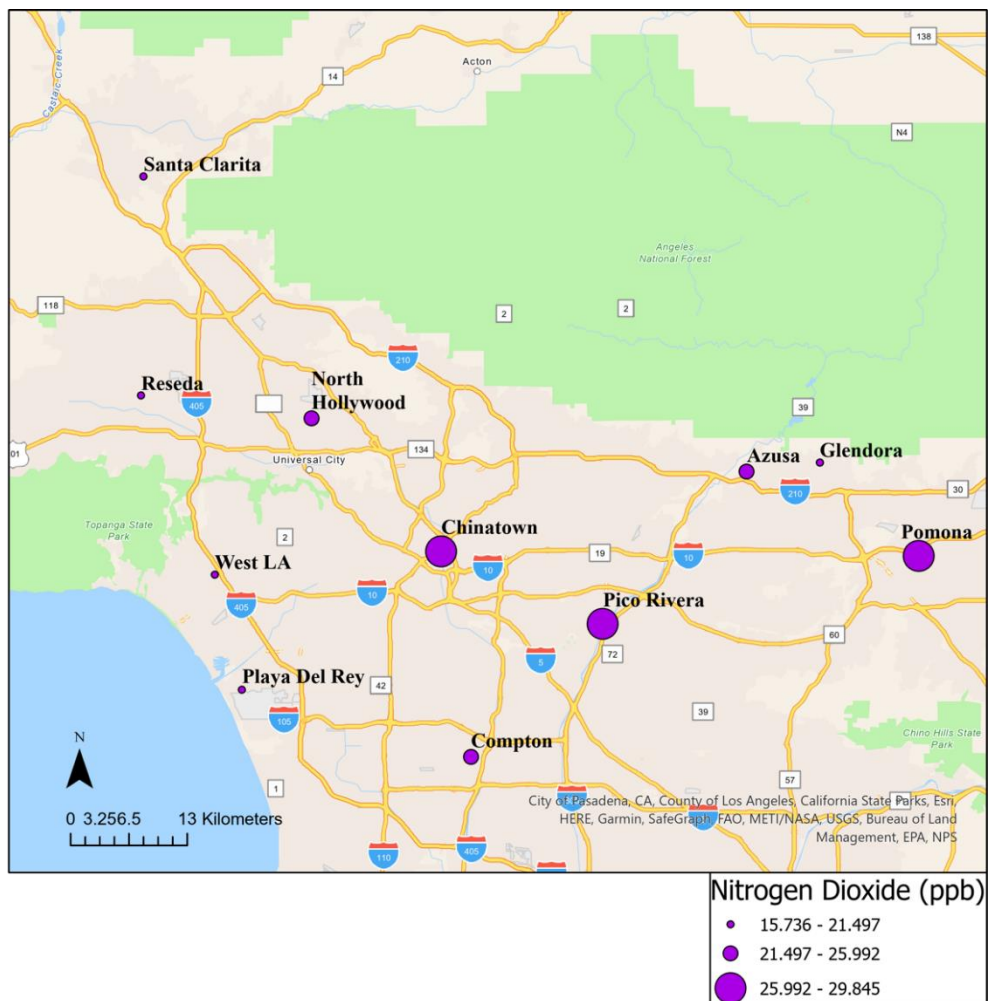 138
Acton
14
Castaic Creek
N4
Santa Clarita
Angeles
National Forest
118
2
2
210
Reseda
North
Hollywood
405
39
01
134
Universal City
Azusa
Glendora
210
30
Topanga State
Park
2
Chinatown
19
10
10
Pomona
West LA
10
405
Pico Rivera
60
72
5
Playa Del Rey
42
105
39
Chino Hills State
Park
Compton
N
1
57
0 3.256.5 13 Kilometers
City of Pasadena, CA, County of Los Angeles, California State Parks, Esri,
HERE, Garmin, SafeGraph, FAO, METI/NASA, USGS, Bureau of Land
Management, EPA, NPS
110
405
Nitrogen Dioxide (ppb)
15.736 - 21.497
21.497 - 25.992
25.992 - 29.845